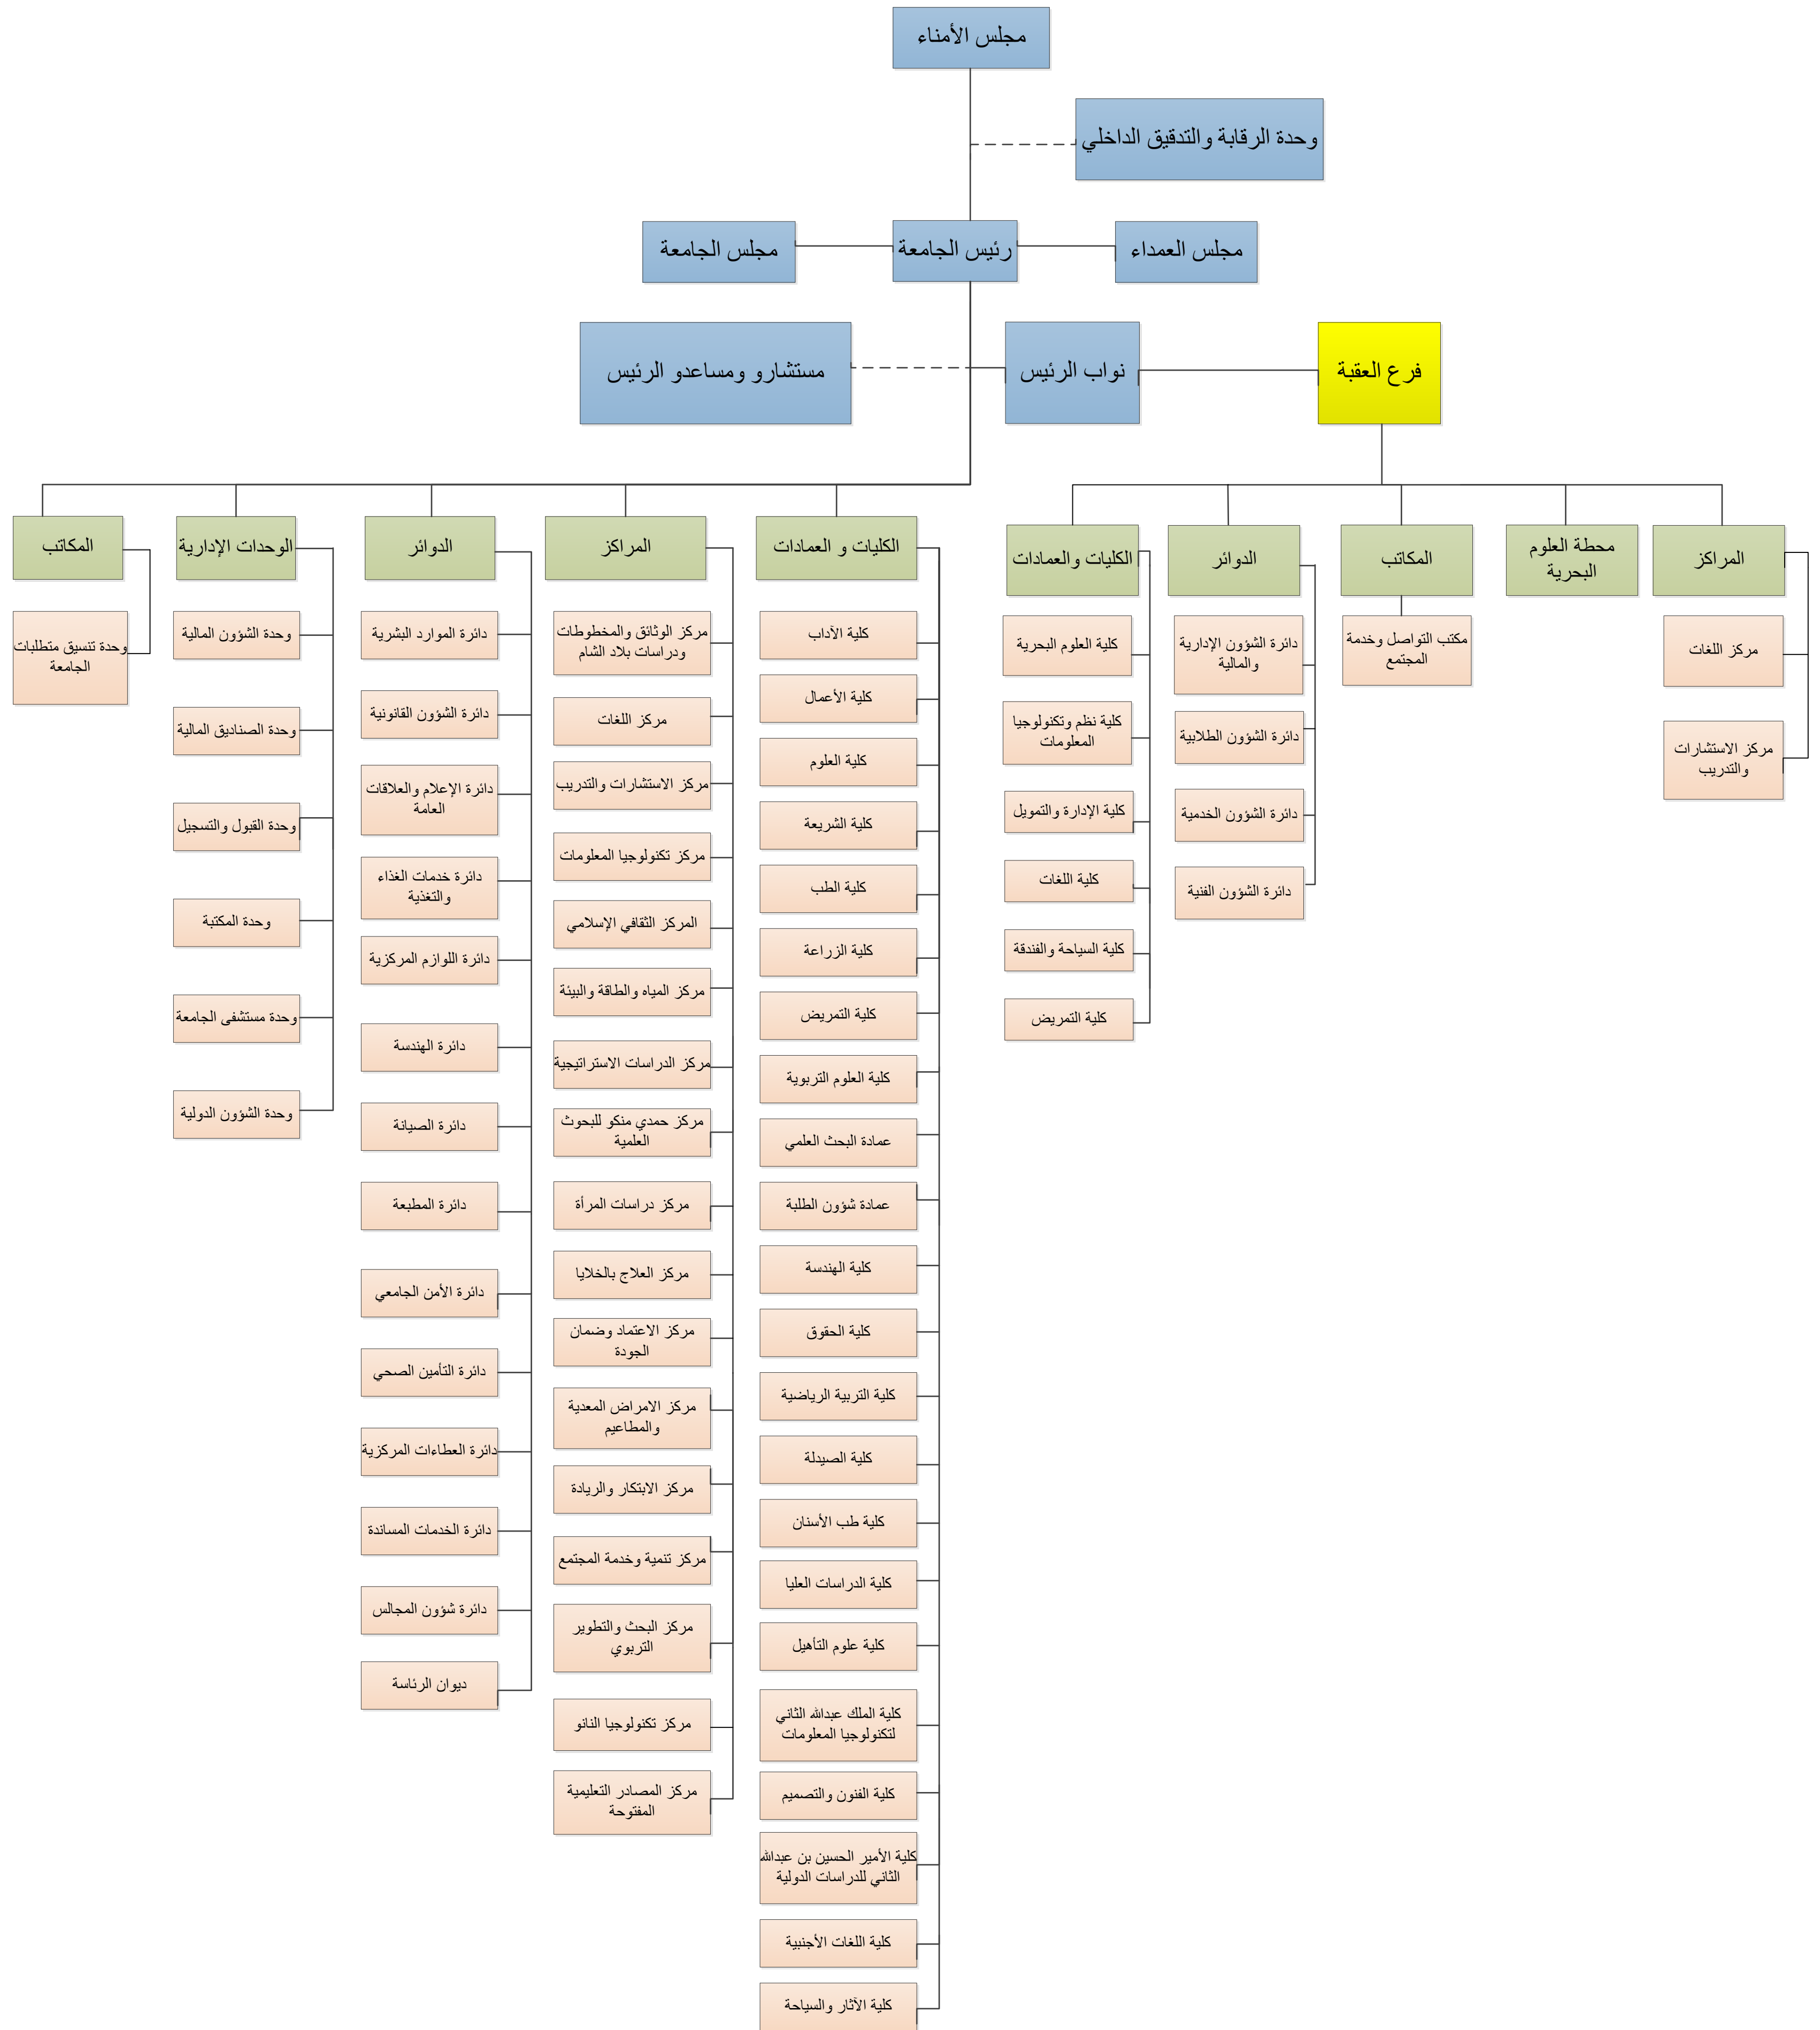 مجلس الأمناء
وحدة الرقابة والتدقيق الداخلي
مجلس العمداء
رئيس الجامعة
مجلس الجامعة
فرع العقبة
نواب الرئيس
مستشارو ومساعدو الرئيس
المراكز
مركز اللغات
مركز الاستشارات
والتدريب
محطة العلوم
البحرية
المكاتب
مكتب التواصل وخدمة
المجتمع
الدوائر
دائرة الشؤون الإدارية
والمالية
دائرة الشؤون الطلابية
دائرة الشؤون الخدمية
دائرة الشؤون الفنية
الكليات والعمادات
كلية العلوم البحرية
كلية نظم وتكنولوجيا
المعلومات
كلية الإدارة والتمويل
كلية اللغات
كلية السياحة والفندقة
كلية التمريض
الكليات و العمادات
كلية الآداب
كلية الأعمال
كلية العلوم
كلية الشريعة
كلية الطب
كلية الزراعة
كلية التمريض
كلية العلوم التربوية
عمادة البحث العلمي
عمادة شؤون الطلبة
كلية الهندسة
كلية الحقوق
كلية التربية الرياضية
كلية الصيدلة
كلية طب الأسنان
كلية الدراسات العليا
كلية علوم التأهيل
كلية الملك عبدالله الثاني
لتكنولوجيا المعلومات
كلية الفنون والتصميم
كلية الأمير الحسين بن عبدالله
الثاني للدراسات الدولية
كلية اللغات الأجنبية
كلية الآثار والسياحة
المراكز
مركز الوثائق والمخطوطات
ودراسات بلاد الشام
مركز اللغات
مركز الاستشارات والتدريب
مركز تكنولوجيا المعلومات
المركز الثقافي الإسلامي
مركز المياه والطاقة والبيئة
مركز الدراسات الاستراتيجية
مركز حمدي منكو للبحوث
العلمية
مركز دراسات المرأة
مركز العلاج بالخلايا
مركز الاعتماد وضمان
الجودة
مركز الامراض المعدية
والمطاعيم
مركز الابتكار والريادة
مركز تنمية وخدمة المجتمع
مركز البحث والتطوير
التربوي
مركز تكنولوجيا النانو
مركز المصادر التعليمية
المفتوحة
الدوائر
دائرة الموارد البشرية
دائرة الشؤون القانونية
دائرة الإعلام والعلاقات
العامة
دائرة خدمات الغذاء
والتغذية
دائرة اللوازم المركزية
دائرة الهندسة
دائرة الصيانة
دائرة المطبعة
دائرة الأمن الجامعي
دائرة التأمين الصحي
دائرة العطاءات المركزية
دائرة الخدمات المساندة
دائرة شؤون المجالس
ديوان الرئاسة
الوحدات الإدارية
وحدة الشؤون المالية
وحدة الصناديق المالية
وحدة القبول والتسجيل
وحدة المكتبة
وحدة مستشفى الجامعة
وحدة الشؤون الدولية
المكاتب
وحدة تنسيق متطلبات
الجامعة